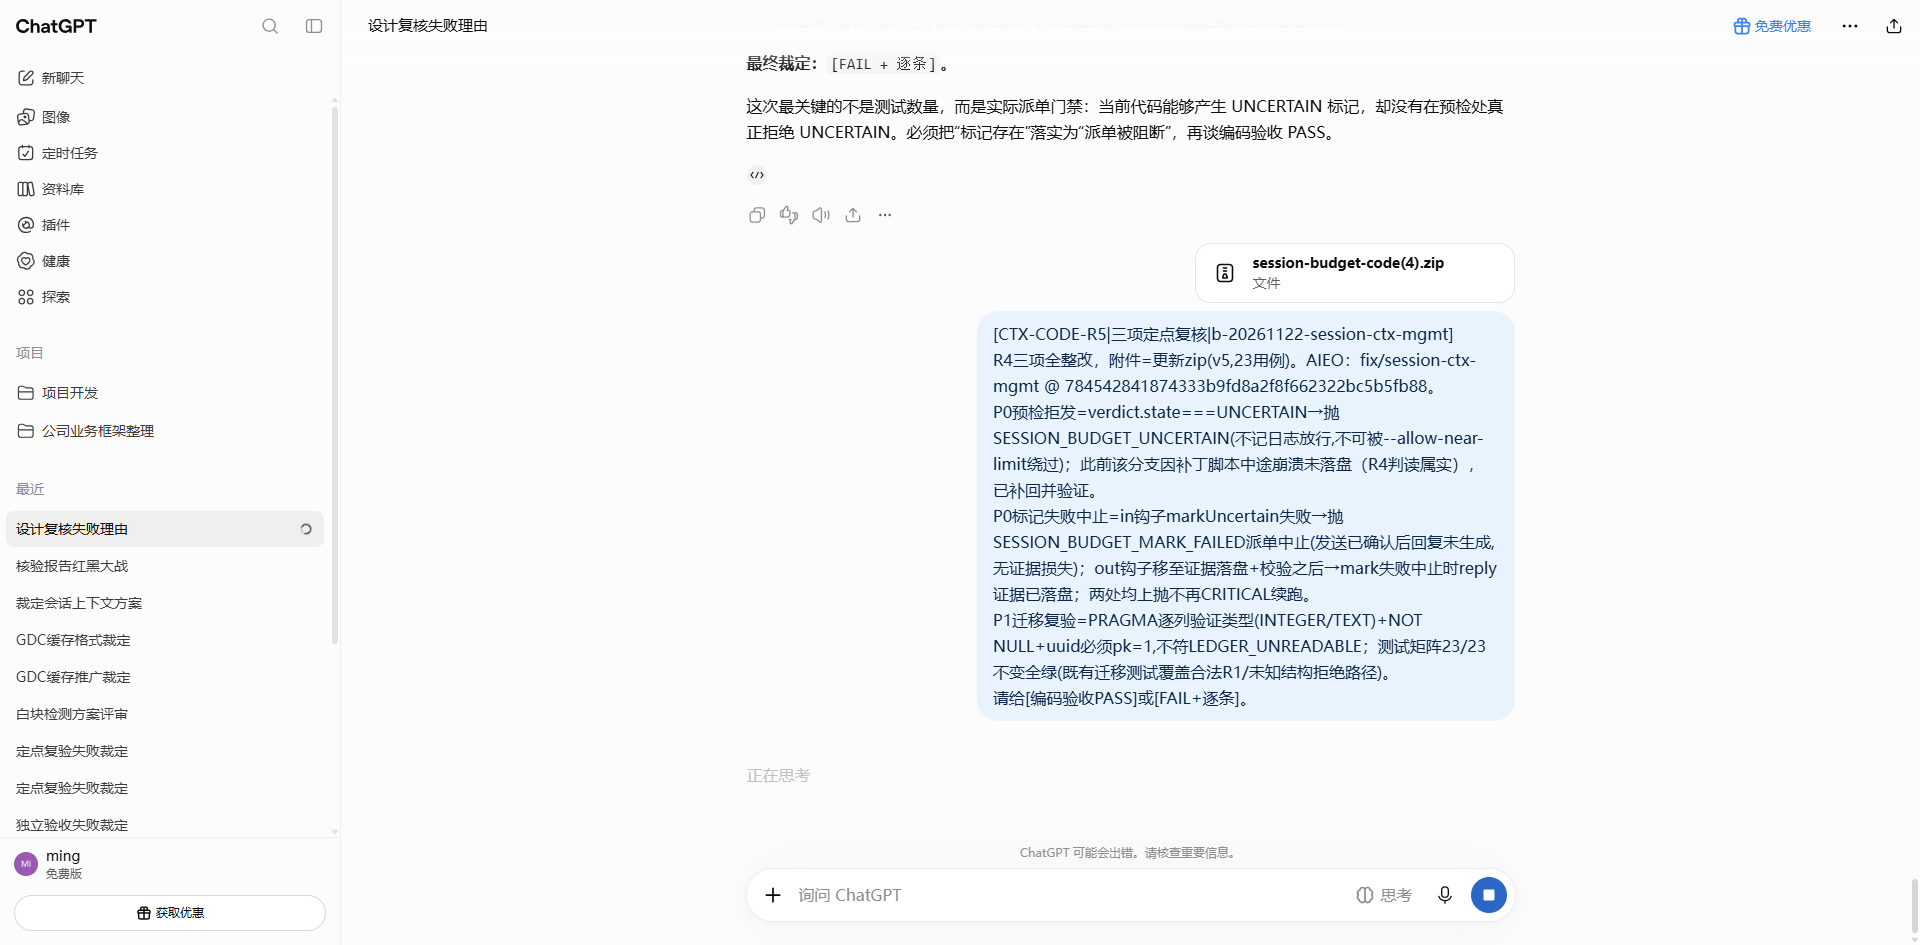 ChatGPT
新聊天
图像
定时任务
资料库
插件
健康
探索
项目
项目开发
公司业务框架整理
最近
设计复核失败理由
核验报告红黑大战
裁定会话上下文方案
GDC缓存格式裁定
GDC缓存推广裁定
白块检测方案评审
定点复验失败裁定
定点复验失败裁定
独立验收失败裁定
MI
ming
免费版
获取优惠
设计复核失败理由
免费优惠
最终裁定： [FAIL + 逐条] 。
这次最关键的不是测试数量，而是实际派单门禁：当前代码能够产生 UNCERTAIN 标记，却没有在预检处真
正拒绝 UNCERTAIN。必须把“标记存在”落实为“派单被阻断”，再谈编码验收 PASS。
session-budget-code(4).zip
文件
[CTX-CODE-R5|三项定点复核|b-20261122-session-ctx-mgmt]
R4三项全整改，附件=更新zip(v5,23用例)。AIEO：fix/session-ctx-
mgmt @ 784542841874333b9fd8a2f8f662322bc5b5fb88。
P0预检拒发=verdict.state===UNCERTAIN→抛
SESSION_BUDGET_UNCERTAIN(不记日志放行,不可被--allow-near-
limit绕过)；此前该分支因补丁脚本中途崩溃未落盘（R4判读属实），
已补回并验证。
P0标记失败中止=in钩子markUncertain失败→抛
SESSION_BUDGET_MARK_FAILED派单中止(发送已确认后回复未生成,
无证据损失)；out钩子移至证据落盘+校验之后→mark失败中止时reply
证据已落盘；两处均上抛不再CRITICAL续跑。
P1迁移复验=PRAGMA逐列验证类型(INTEGER/TEXT)+NOT
NULL+uuid必须pk=1,不符LEDGER_UNREADABLE；测试矩阵23/23
不变全绿(既有迁移测试覆盖合法R1/未知结构拒绝路径)。
请给[编码验收PASS]或[FAIL+逐条]。
正在思考
ChatGPT 可能会出错。请核查重要信息。
询问 ChatGPT
思考